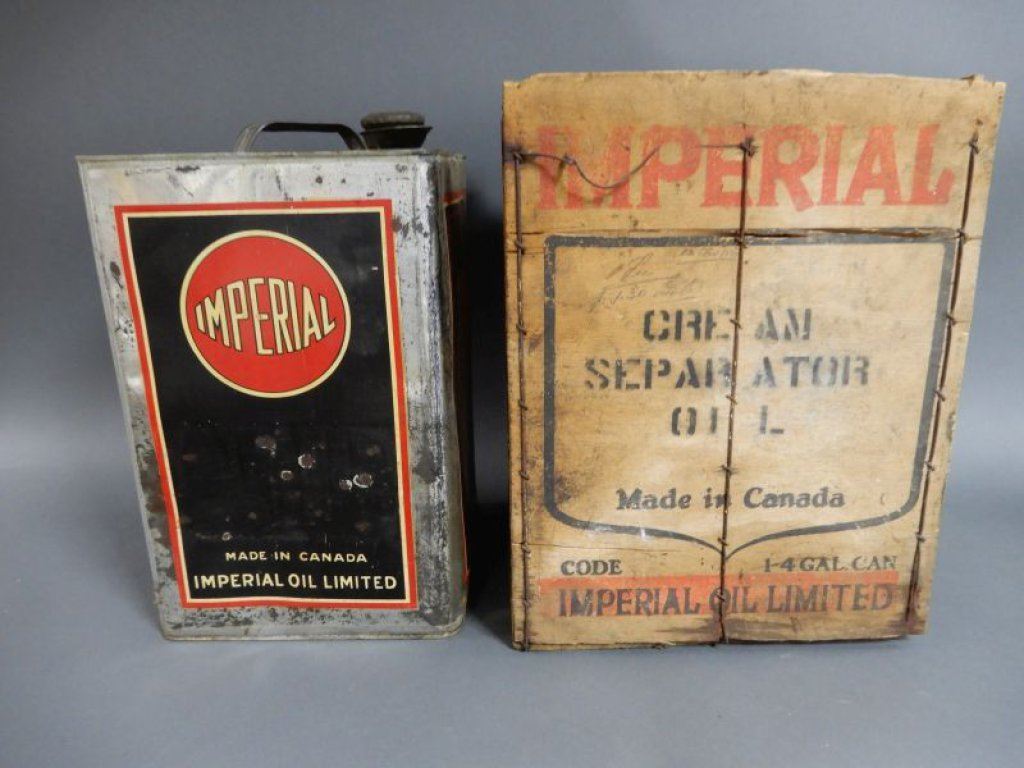 IMPERIAL
MADE IN CANADA
IMPERIAL OIL LIMITED
IMPERIAL
CREAM
SEPARATOR
OIL
Made in Canada
CODE 1-4 GAL. CAN
IMPERIAL OIL LIMITED